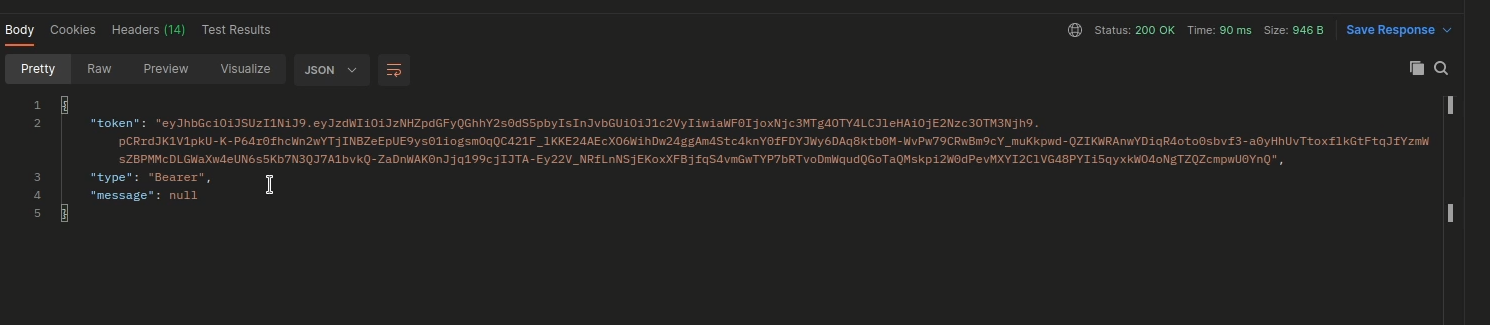 Body Cookies Headers (14) Test Results Status: 200 OK Time: 90 ms Size: 946 B Save Response
Pretty Raw Preview Visualize JSON
1 {
2 "token": "eyJhbGciOiJSUzI1NiJ9.eyJzdWIiOiJzNHZpdGFyQGhhY2s0dS5pbyIsInJvbGUiOiJ1c2VyIiwiaWF0IjoxNjc3MTg4OTY4LCJleHAiOjE2Nzc3OTM3Njh9.
pCRrdJK1V1pkU-K-P64r0fhcWn2wYTjINBZeEpUE9ys01iogsmOqQC421F_lKKE24AEcXO6WihDw24ggAm4Stc4knY0fFDYJWy6DAq8ktb0M-WvPw79CRwBm9cY_muKkpwd-QZIKWRAnwYDiqR4oto0sbvf3-a0yHhUvTtoxflkGtFtqJfYzmW
sZBPMMcDLGWaXw4eUN6s5Kb7N3QJ7A1bvkQ-ZaDnWAK0nJjq199cjIJTA-Ey22V_NRfLnNSjEKoxXFBjfqS4vmGwTYP7bRTvoDmWqudQGoTaQMskpi2W0dPevMXYI2ClVG48PYIi5qyxkWO4oNgTZQZcmpwU0YnQ",
3 "type": "Bearer",
4 "message": null
5 }